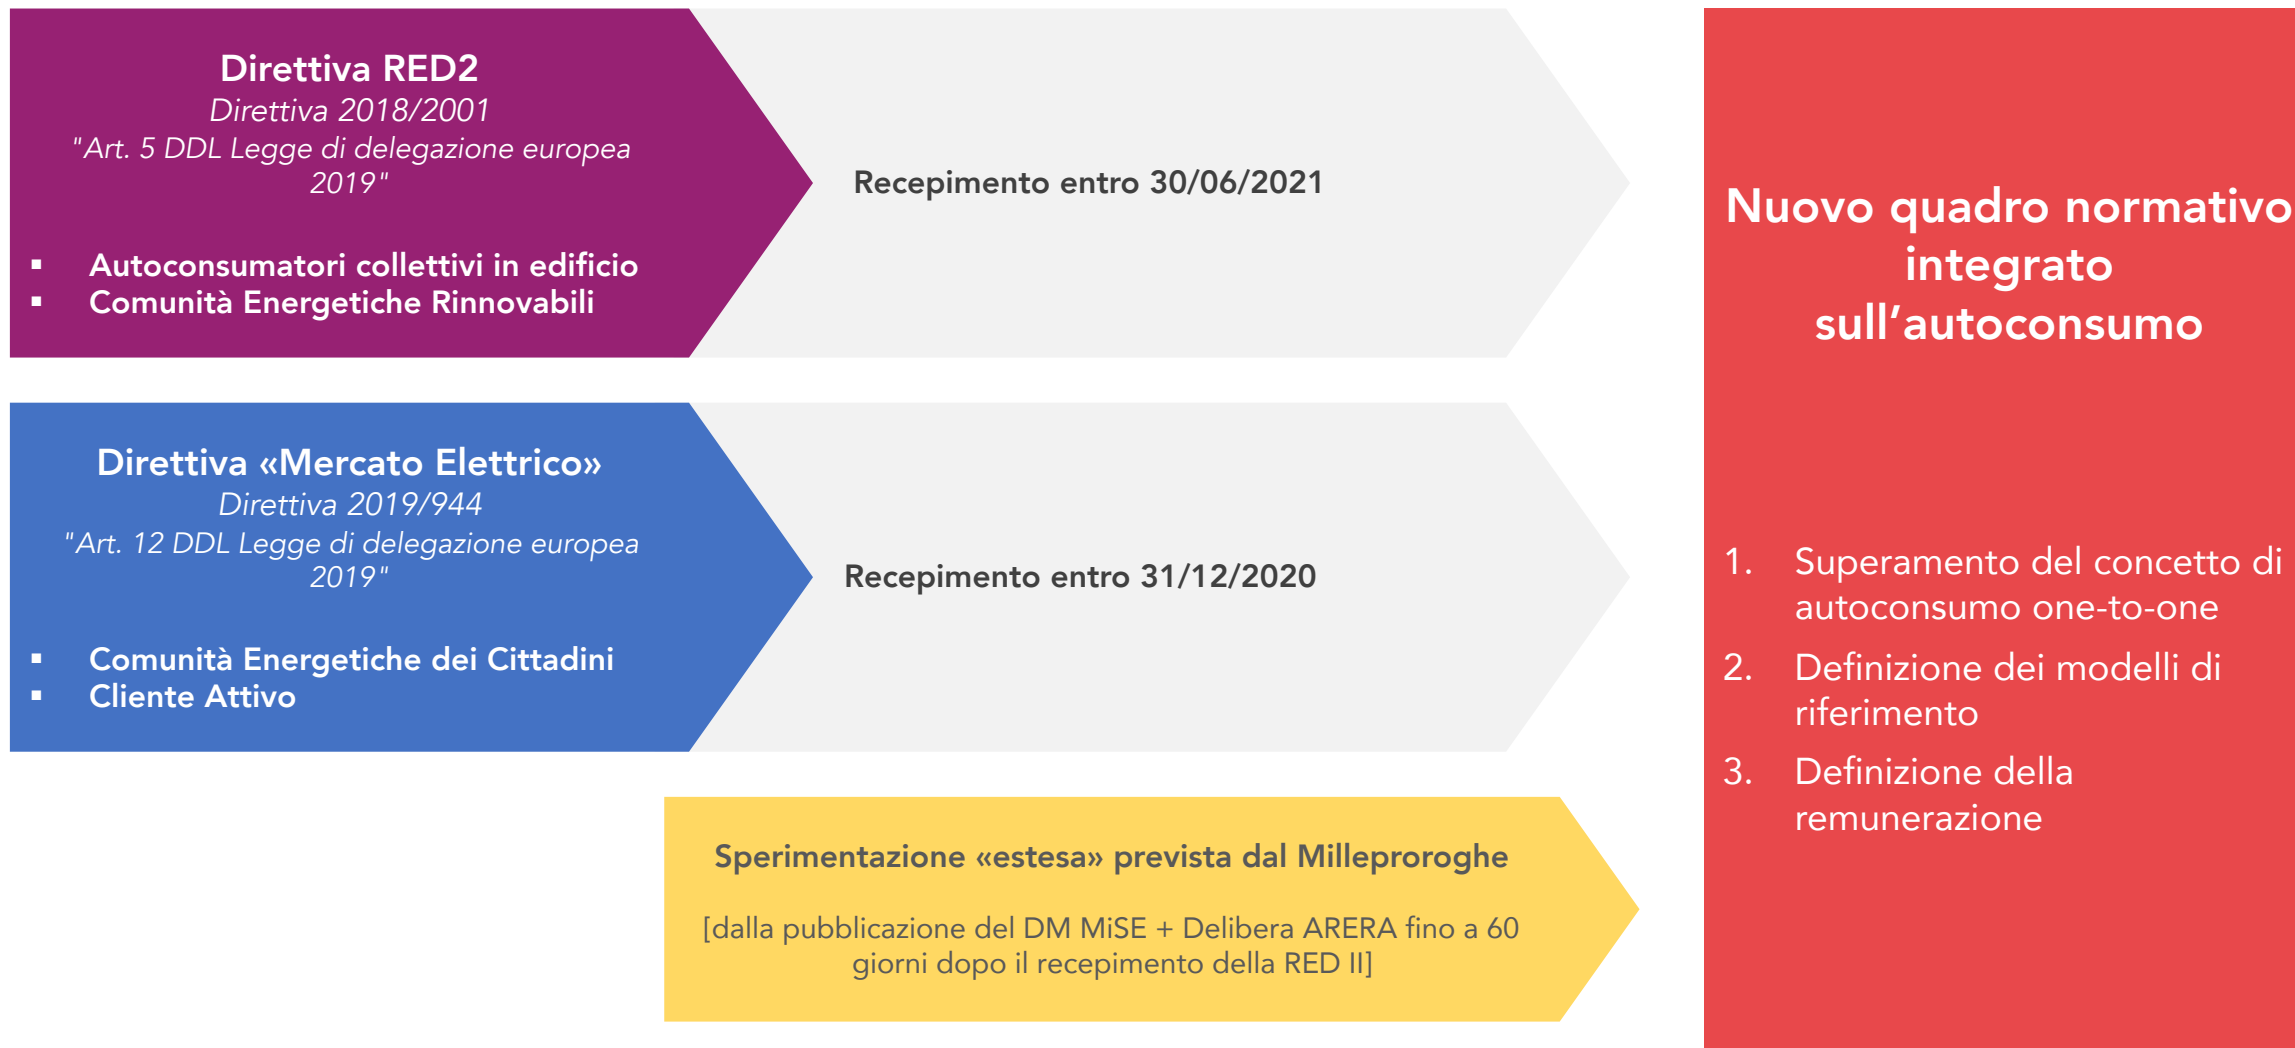 Direttiva RED2
Direttiva 2018/2001
"Art. 5 DDL Legge di delegazione europea
2019"
▪ Autoconsumatori collettivi in edificio
▪ Comunità Energetiche Rinnovabili
Recepimento entro 30/06/2021
Direttiva «Mercato Elettrico»
Direttiva 2019/944
"Art. 12 DDL Legge di delegazione europea
2019"
▪ Comunità Energetiche dei Cittadini
▪ Cliente Attivo
Recepimento entro 31/12/2020
Sperimentazione «estesa» prevista dal Milleproroghe
[dalla pubblicazione del DM MiSE + Delibera ARERA fino a 60
giorni dopo il recepimento della RED II]
Nuovo quadro normativo
integrato
sull’autoconsumo
1. Superamento del concetto di
autoconsumo one-to-one
2. Definizione dei modelli di
riferimento
3. Definizione della
remunerazione